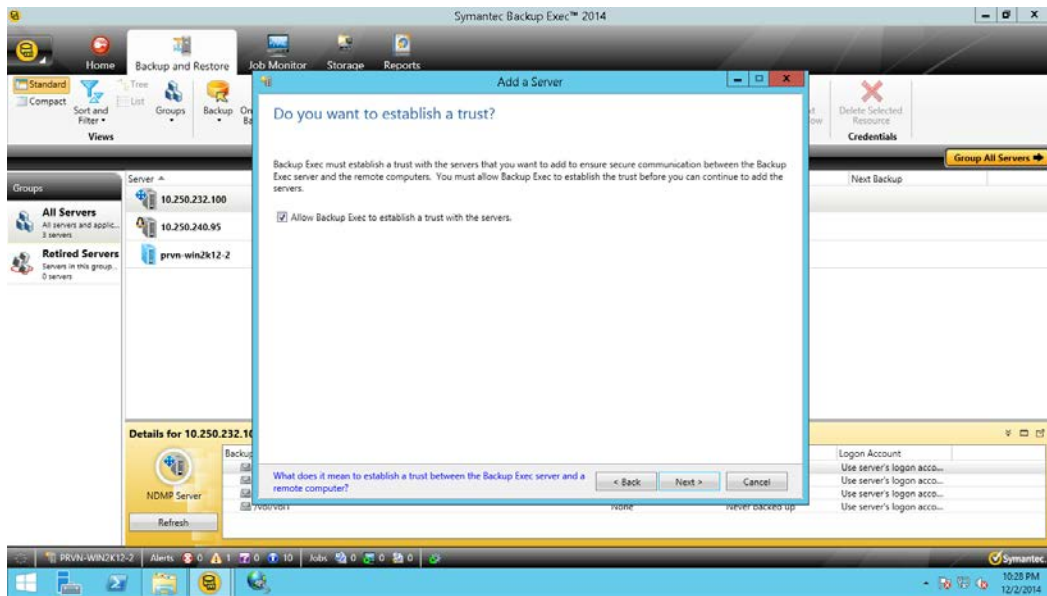 Symantec Backup Exec™ 2014
Home
Backup and Restore
Job Monitor
Storage
Reports
Standard
Compact
Sort and
Filter
Tree
List
Groups
Backup
Views
Delete Selected
Resource
Credentials
Group All Servers
Groups
All Servers
All servers and applic...
3 servers
Retired Servers
Servers in this group...
0 servers
Server
10.250.232.100
10.250.240.95
prvn-win2k12-2
Next Backup
Add a Server
Do you want to establish a trust?
Backup Exec must establish a trust with the servers that you want to add to ensure secure communication between the Backup
Exec server and the remote computers. You must allow Backup Exec to establish the trust before you can continue to add the
servers.
Allow Backup Exec to establish a trust with the servers.
What does it mean to establish a trust between the Backup Exec server and a
remote computer?
< Back
Next >
Cancel
Details for 10.250.232.10
NDMP Server
Refresh
Logon Account
Use server's logon acco...
Use server's logon acco...
Use server's logon acco...
Use server's logon acco...
/vol/vol1
None
Never backed up
PRVN-WIN2K12-2
Alerts 0 1 0 10
Jobs 0 0 0
Symantec.
10:28 PM
12/2/2014